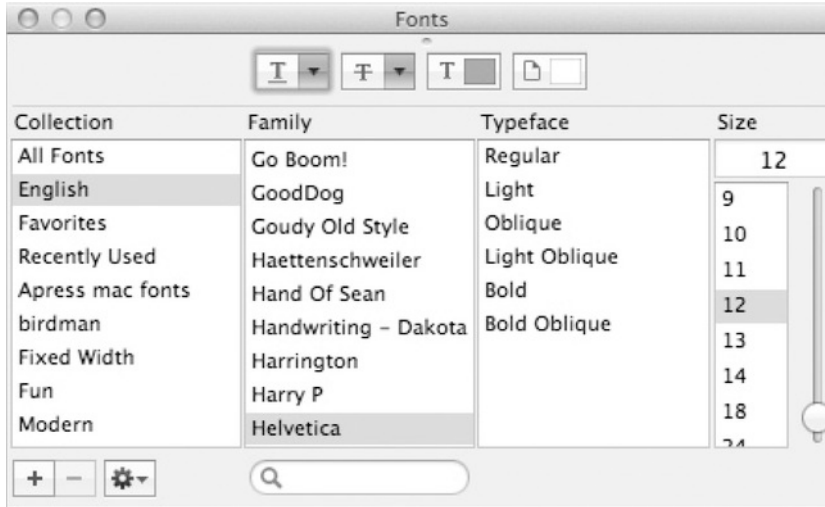 Fonts
T T T
Collection Family Typeface Size
All Fonts
English
Favorites
Recently Used
Apress mac fonts
birdman
Fixed Width
Fun
Modern
Go Boom!
GoodDog
Goudy Old Style
Haettenschweiler
Hand Of Sean
Handwriting – Dakota
Harrington
Harry P
Helvetica
Regular
Light
Oblique
Light Oblique
Bold
Bold Oblique
12
9
10
11
12
13
14
18
24